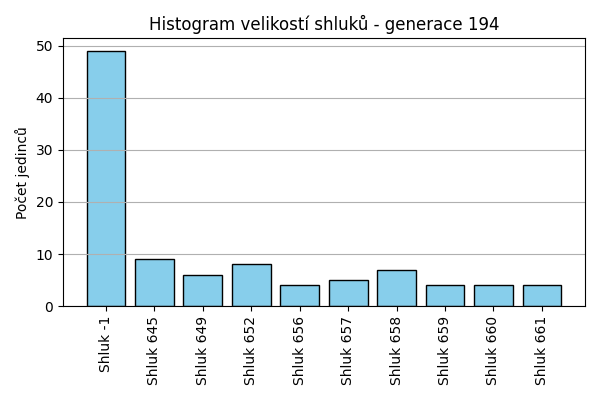 Histogram velikostí shluků - generace 194
Počet jedinců
50
40
30
20
10
0
Shluk -1
Shluk 645
Shluk 649
Shluk 652
Shluk 656
Shluk 657
Shluk 658
Shluk 659
Shluk 660
Shluk 661